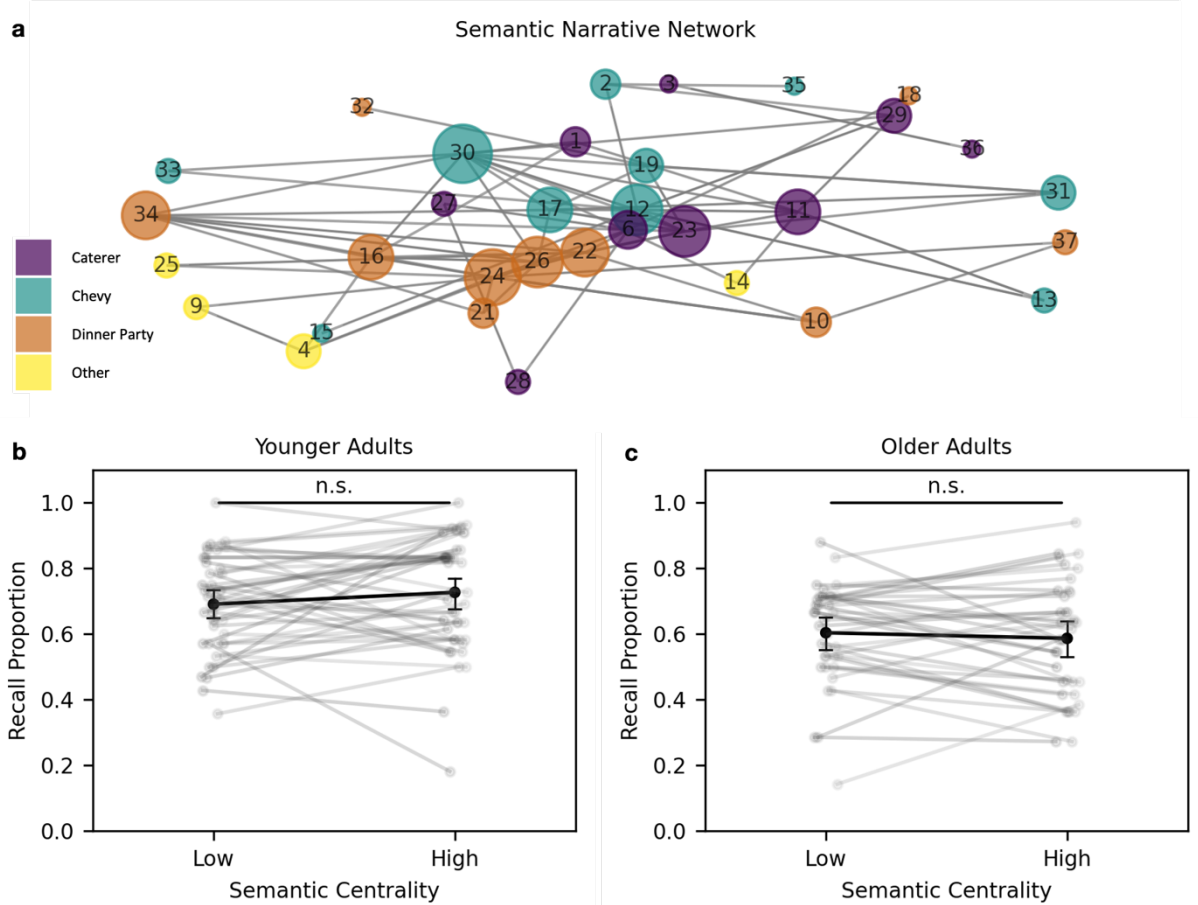 a
Semantic Narrative Network
2
3
35
18
32
29
1
36
30
19
33
31
27
17
12
11
34
6
23
37
22
16
26
25
24
14
13
9
21
10
15
4
28
Caterer
Chevy
Dinner Party
Other
b
Younger Adults
n.s.
1.0
0.8
0.6
0.4
0.2
0.0
Recall Proportion
Low High
Semantic Centrality
c
Older Adults
n.s.
1.0
0.8
0.6
0.4
0.2
0.0
Recall Proportion
Low High
Semantic Centrality